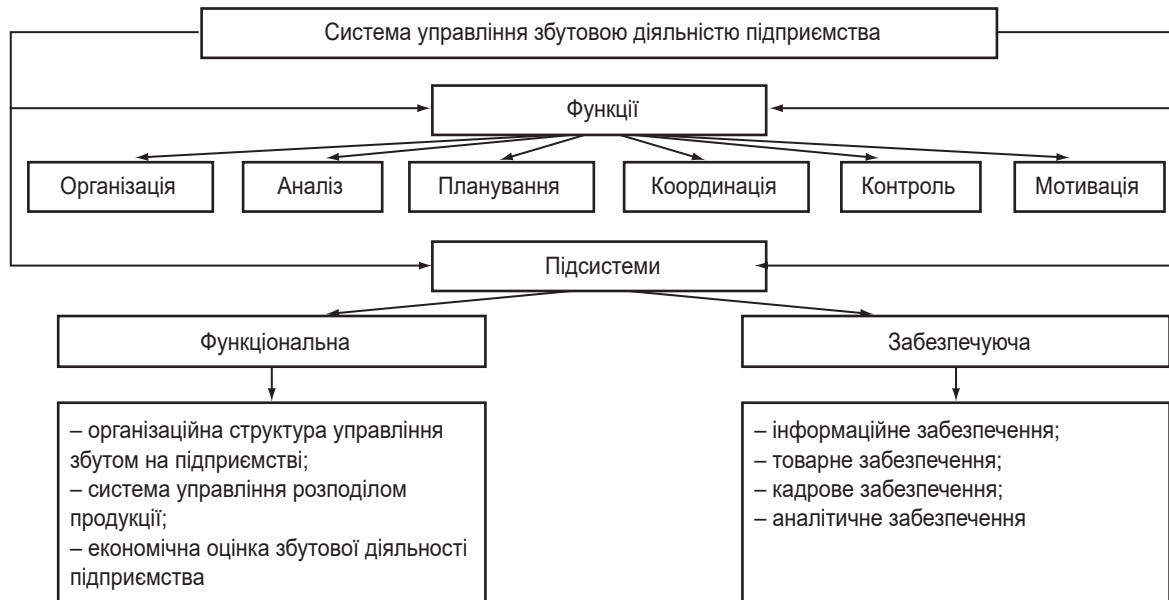 Система управління збутовою діяльністю підприємства
Функції
Організація
Аналіз
Планування
Координація
Контроль
Мотивація
Підсистеми
Функціональна
Забезпечуюча
– організаційна структура управління
збутом на підприємстві;
– система управління розподілом
продукції;
– економічна оцінка збутової діяльності
підприємства
– інформаційне забезпечення;
– товарне забезпечення;
– кадрове забезпечення;
– аналітичне забезпечення